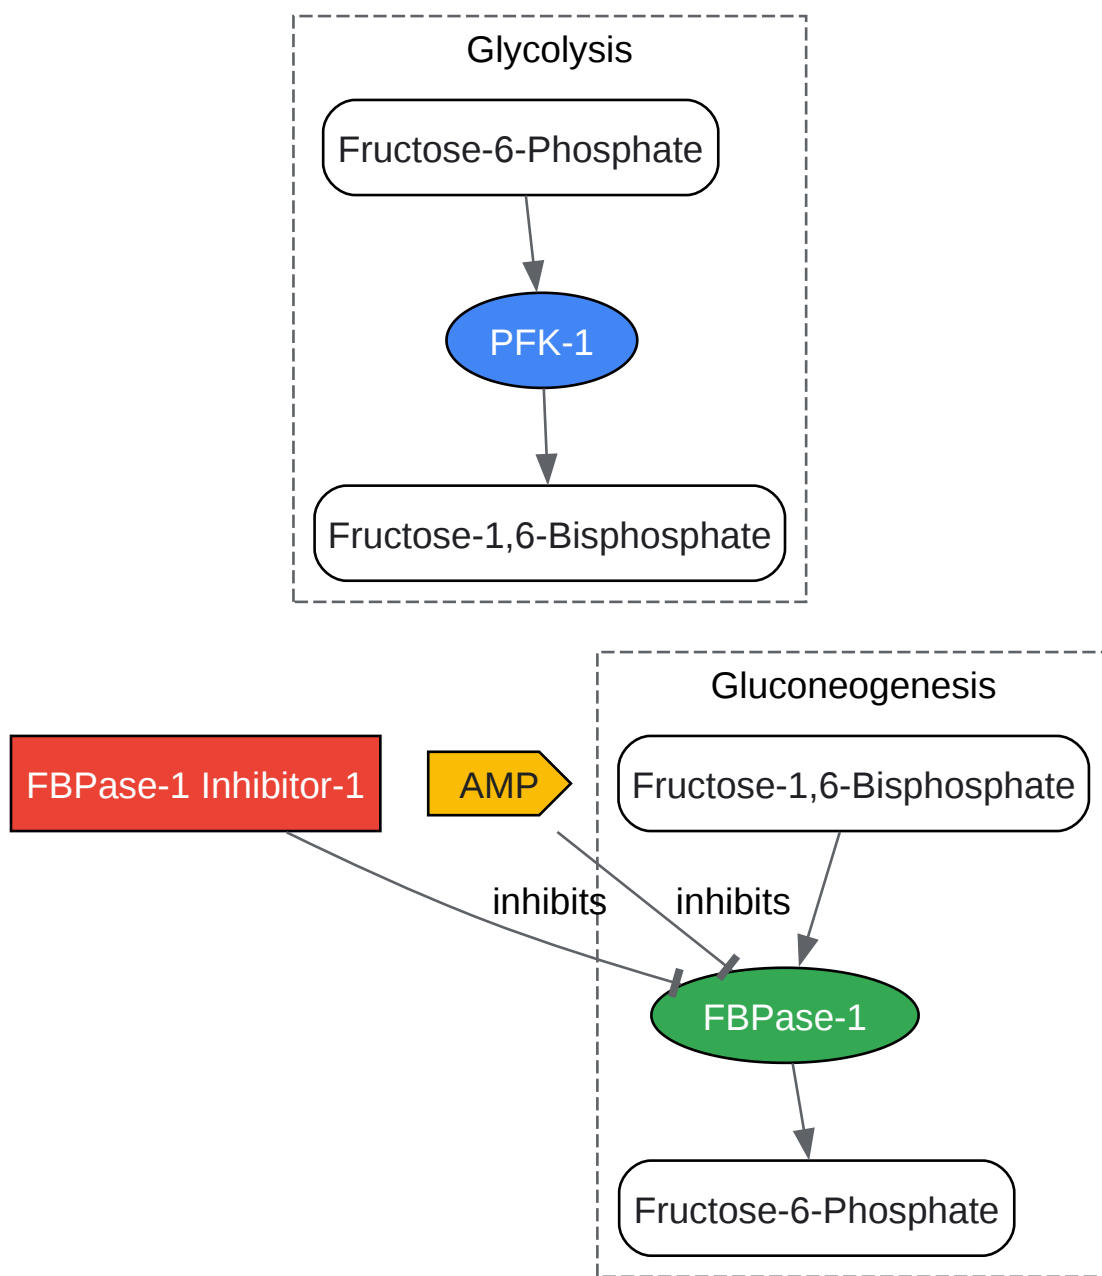 Glycolysis
Fructose-6-Phosphate
PFK-1
Fructose-1,6-Bisphosphate
Gluconeogenesis
FBPase-1 Inhibitor-1
AMP
Fructose-1,6-Bisphosphate
inhibits
inhibits
FBPase-1
Fructose-6-Phosphate